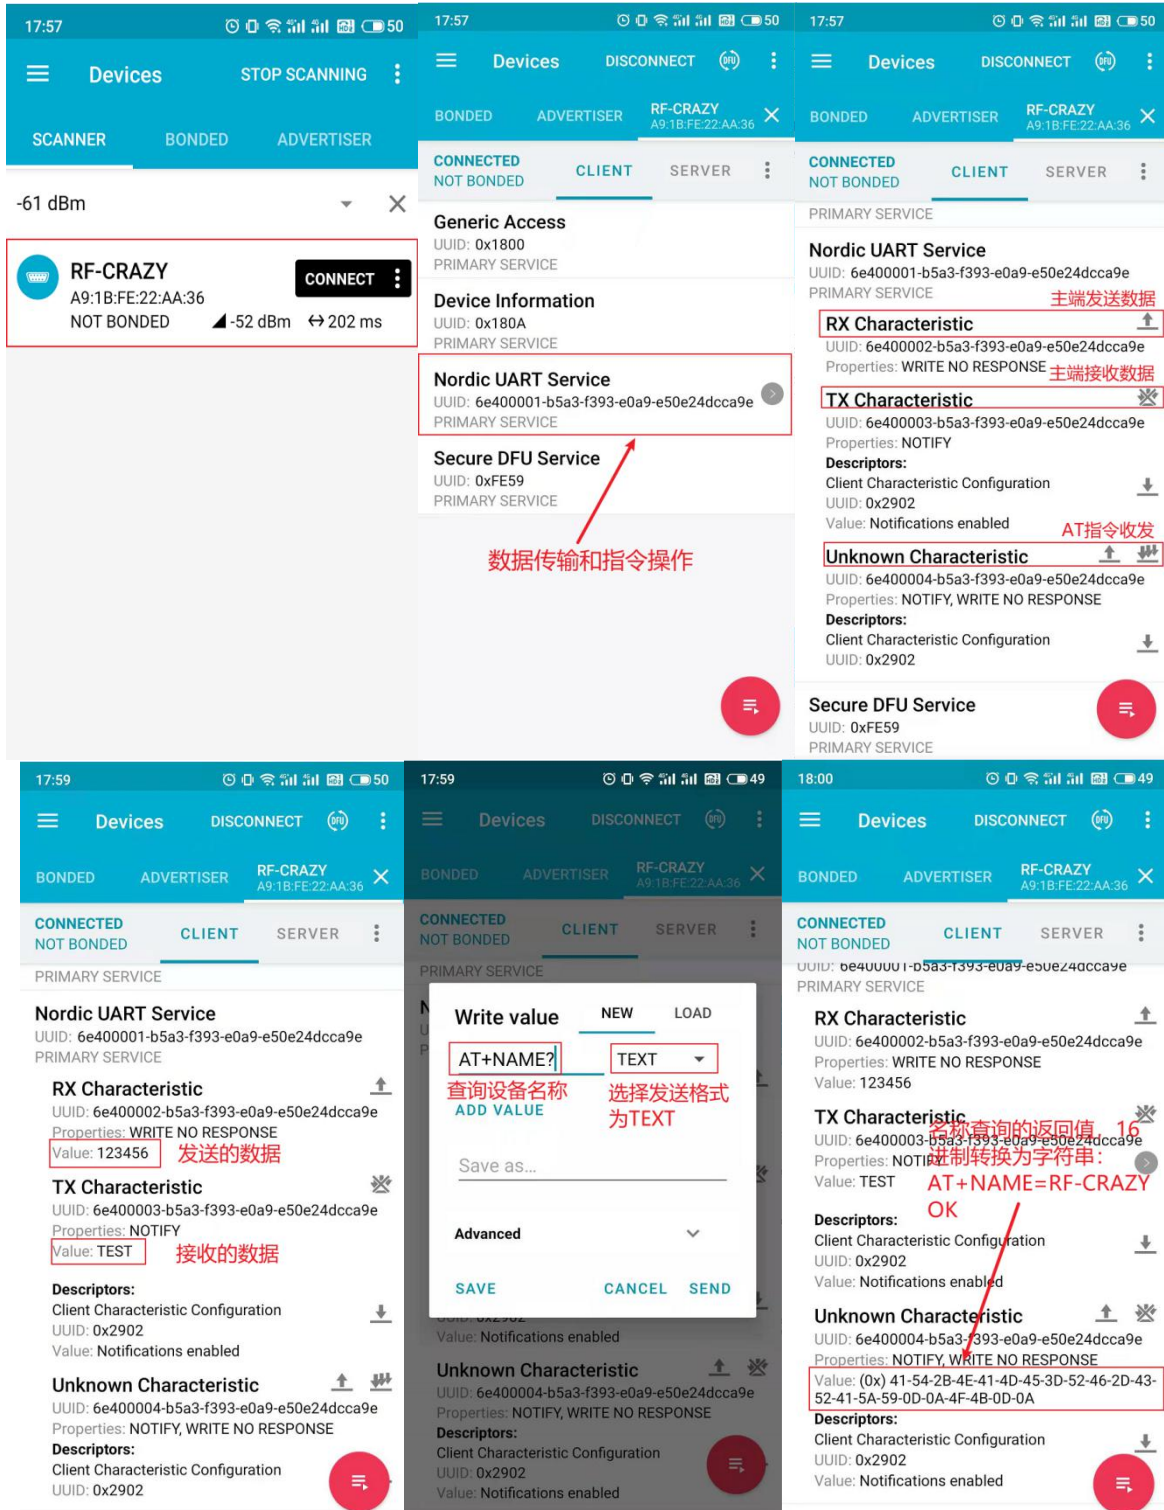 17:57
50
Devices
STOP SCANNING
SCANNER
BONDED
ADVERTISER
-61 dBm
RF-CRAZY
CONNECT
A9:1B:FE:22:AA:36
NOT BONDED
-52 dBm
202 ms
17:57
50
Devices
DISCONNECT
DFU
BONDED
ADVERTISER
RF-CRAZY
A9:1B:FE:22:AA:36
CONNECTED
NOT BONDED
CLIENT
SERVER
Generic Access
UUID: 0x1800
PRIMARY SERVICE
Device Information
UUID: 0x180A
PRIMARY SERVICE
Nordic UART Service
UUID: 6e400001-b5a3-f393-e0a9-e50e24dcca9e
PRIMARY SERVICE
Secure DFU Service
UUID: 0xFE59
PRIMARY SERVICE
数据传输和指令操作
17:57
50
Devices
DISCONNECT
DFU
BONDED
ADVERTISER
RF-CRAZY
A9:1B:FE:22:AA:36
CONNECTED
NOT BONDED
CLIENT
SERVER
PRIMARY SERVICE
Nordic UART Service
UUID: 6e400001-b5a3-f393-e0a9-e50e24dcca9e
PRIMARY SERVICE
主端发送数据
RX Characteristic
UUID: 6e400002-b5a3-f393-e0a9-e50e24dcca9e
Properties: WRITE NO RESPONSE
主端接收数据
TX Characteristic
UUID: 6e400003-b5a3-f393-e0a9-e50e24dcca9e
Properties: NOTIFY
Descriptors:
Client Characteristic Configuration
UUID: 0x2902
Value: Notifications enabled
AT指令收发
Unknown Characteristic
UUID: 6e400004-b5a3-f393-e0a9-e50e24dcca9e
Properties: NOTIFY, WRITE NO RESPONSE
Descriptors:
Client Characteristic Configuration
UUID: 0x2902
Secure DFU Service
UUID: 0xFE59
PRIMARY SERVICE
17:59
50
Devices
DISCONNECT
DFU
BONDED
ADVERTISER
RF-CRAZY
A9:1B:FE:22:AA:36
CONNECTED
NOT BONDED
CLIENT
SERVER
PRIMARY SERVICE
Nordic UART Service
UUID: 6e400001-b5a3-f393-e0a9-e50e24dcca9e
PRIMARY SERVICE
RX Characteristic
UUID: 6e400002-b5a3-f393-e0a9-e50e24dcca9e
Properties: WRITE NO RESPONSE
Value: 123456
发送的数据
TX Characteristic
UUID: 6e400003-b5a3-f393-e0a9-e50e24dcca9e
Properties: NOTIFY
Value: TEST
接收的数据
Descriptors:
Client Characteristic Configuration
UUID: 0x2902
Value: Notifications enabled
Unknown Characteristic
UUID: 6e400004-b5a3-f393-e0a9-e50e24dcca9e
Properties: NOTIFY, WRITE NO RESPONSE
Descriptors:
Client Characteristic Configuration
UUID: 0x2902
17:59
49
Devices
DISCONNECT
DFU
BONDED
ADVERTISER
RF-CRAZY
A9:1B:FE:22:AA:36
CONNECTED
NOT BONDED
CLIENT
SERVER
PRIMARY SERVICE
Write value
NEW
LOAD
AT+NAME?
TEXT
查询设备名称
选择发送格式
为TEXT
ADD VALUE
Save as...
Advanced
SAVE
CANCEL
SEND
UUID: 0x2902
Value: Notifications enabled
Unknown Characteristic
UUID: 6e400004-b5a3-f393-e0a9-e50e24dcca9e
Properties: NOTIFY, WRITE NO RESPONSE
Descriptors:
Client Characteristic Configuration
UUID: 0x2902
Value: Notifications enabled
18:00
49
Devices
DISCONNECT
DFU
BONDED
ADVERTISER
RF-CRAZY
A9:1B:FE:22:AA:36
CONNECTED
NOT BONDED
CLIENT
SERVER
UUID: 6e400001-b5a3-f393-e0a9-e50e24dcca9e
PRIMARY SERVICE
RX Characteristic
UUID: 6e400002-b5a3-f393-e0a9-e50e24dcca9e
Properties: WRITE NO RESPONSE
Value: 123456
TX Characteristic
UUID: 6e400003-b5a3-f393-e0a9-e50e24dcca9e
Properties: NOTIFY
Value: TEST
名称查询的返回值，16
进制转换为字符串：
AT+NAME=RF-CRAZY
OK
Descriptors:
Client Characteristic Configuration
UUID: 0x2902
Value: Notifications enabled
Unknown Characteristic
UUID: 6e400004-b5a3-f393-e0a9-e50e24dcca9e
Properties: NOTIFY, WRITE NO RESPONSE
Value: (0x) 41-54-2B-4E-41-4D-45-3D-52-46-2D-43-
52-41-5A-59-0D-0A-4F-4B-0D-0A
Descriptors:
Client Characteristic Configuration
UUID: 0x2902
Value: Notifications enabled